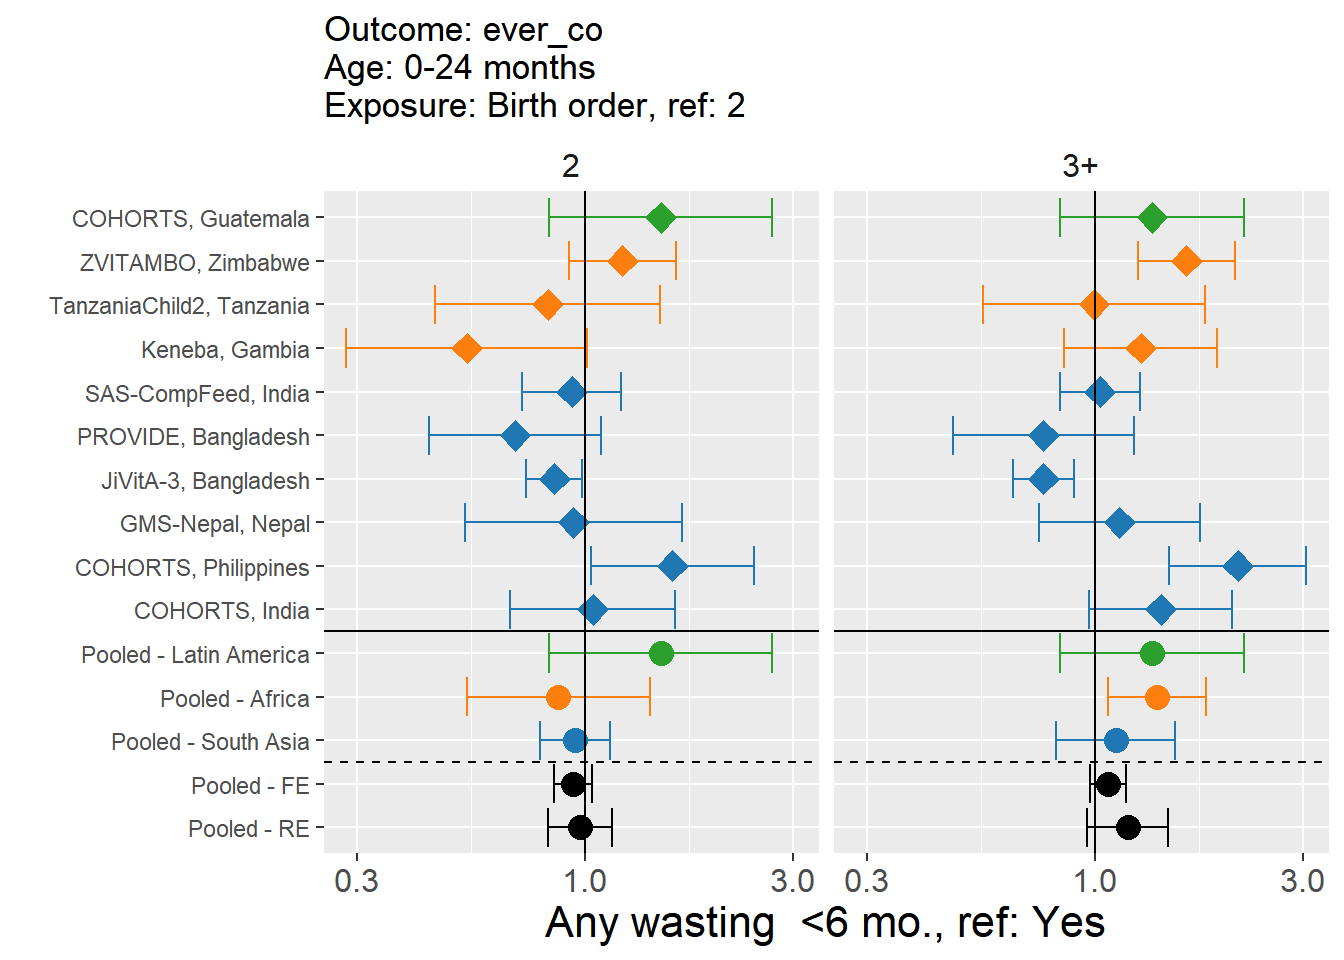 Outcome: ever_co
Age: 0-24 months
Exposure: Birth order, ref: 2
2 3+
COHORTS, Guatemala
ZVITAMBO, Zimbabwe
TanzaniaChild2, Tanzania
Keneba, Gambia
SAS-CompFeed, India
PROVIDE, Bangladesh
JiVitA-3, Bangladesh
GMS-Nepal, Nepal
COHORTS, Philippines
COHORTS, India
Pooled - Latin America
Pooled - Africa
Pooled - South Asia
Pooled - FE
Pooled - RE
0.3 1.0 3.0 0.3 1.0 3.0
Any wasting  <6 mo., ref: Yes